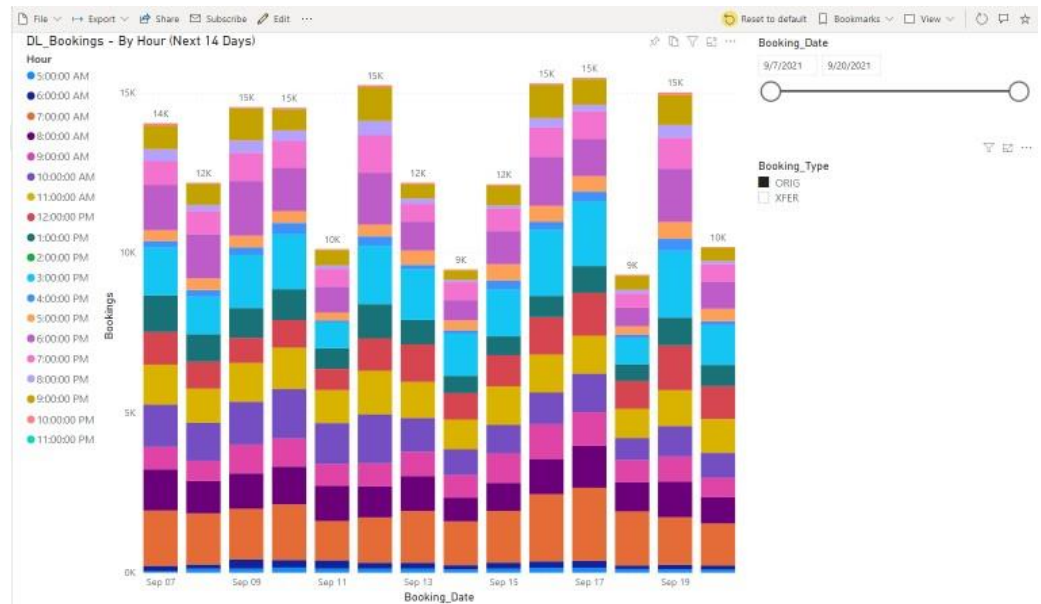 File Export Share Subscribe Edit ... Reset to default Bookmarks View
DL_Bookings - By Hour (Next 14 Days)
Hour
5:00:00 AM
6:00:00 AM
7:00:00 AM
8:00:00 AM
9:00:00 AM
10:00:00 AM
11:00:00 AM
12:00:00 PM
1:00:00 PM
2:00:00 PM
3:00:00 PM
4:00:00 PM
5:00:00 PM
6:00:00 PM
7:00:00 PM
8:00:00 PM
9:00:00 PM
10:00:00 PM
11:00:00 PM
Bookings
15K
10K
5K
0K
14K 12K 15K 15K 10K 15K 12K 9K 12K 15K 15K 9K 15K 10K
Sep 07 Sep 09 Sep 11 Sep 13 Sep 15 Sep 17 Sep 19
Booking_Date
Booking_Date
9/7/2021 9/20/2021
Booking_Type
ORIG
XFER